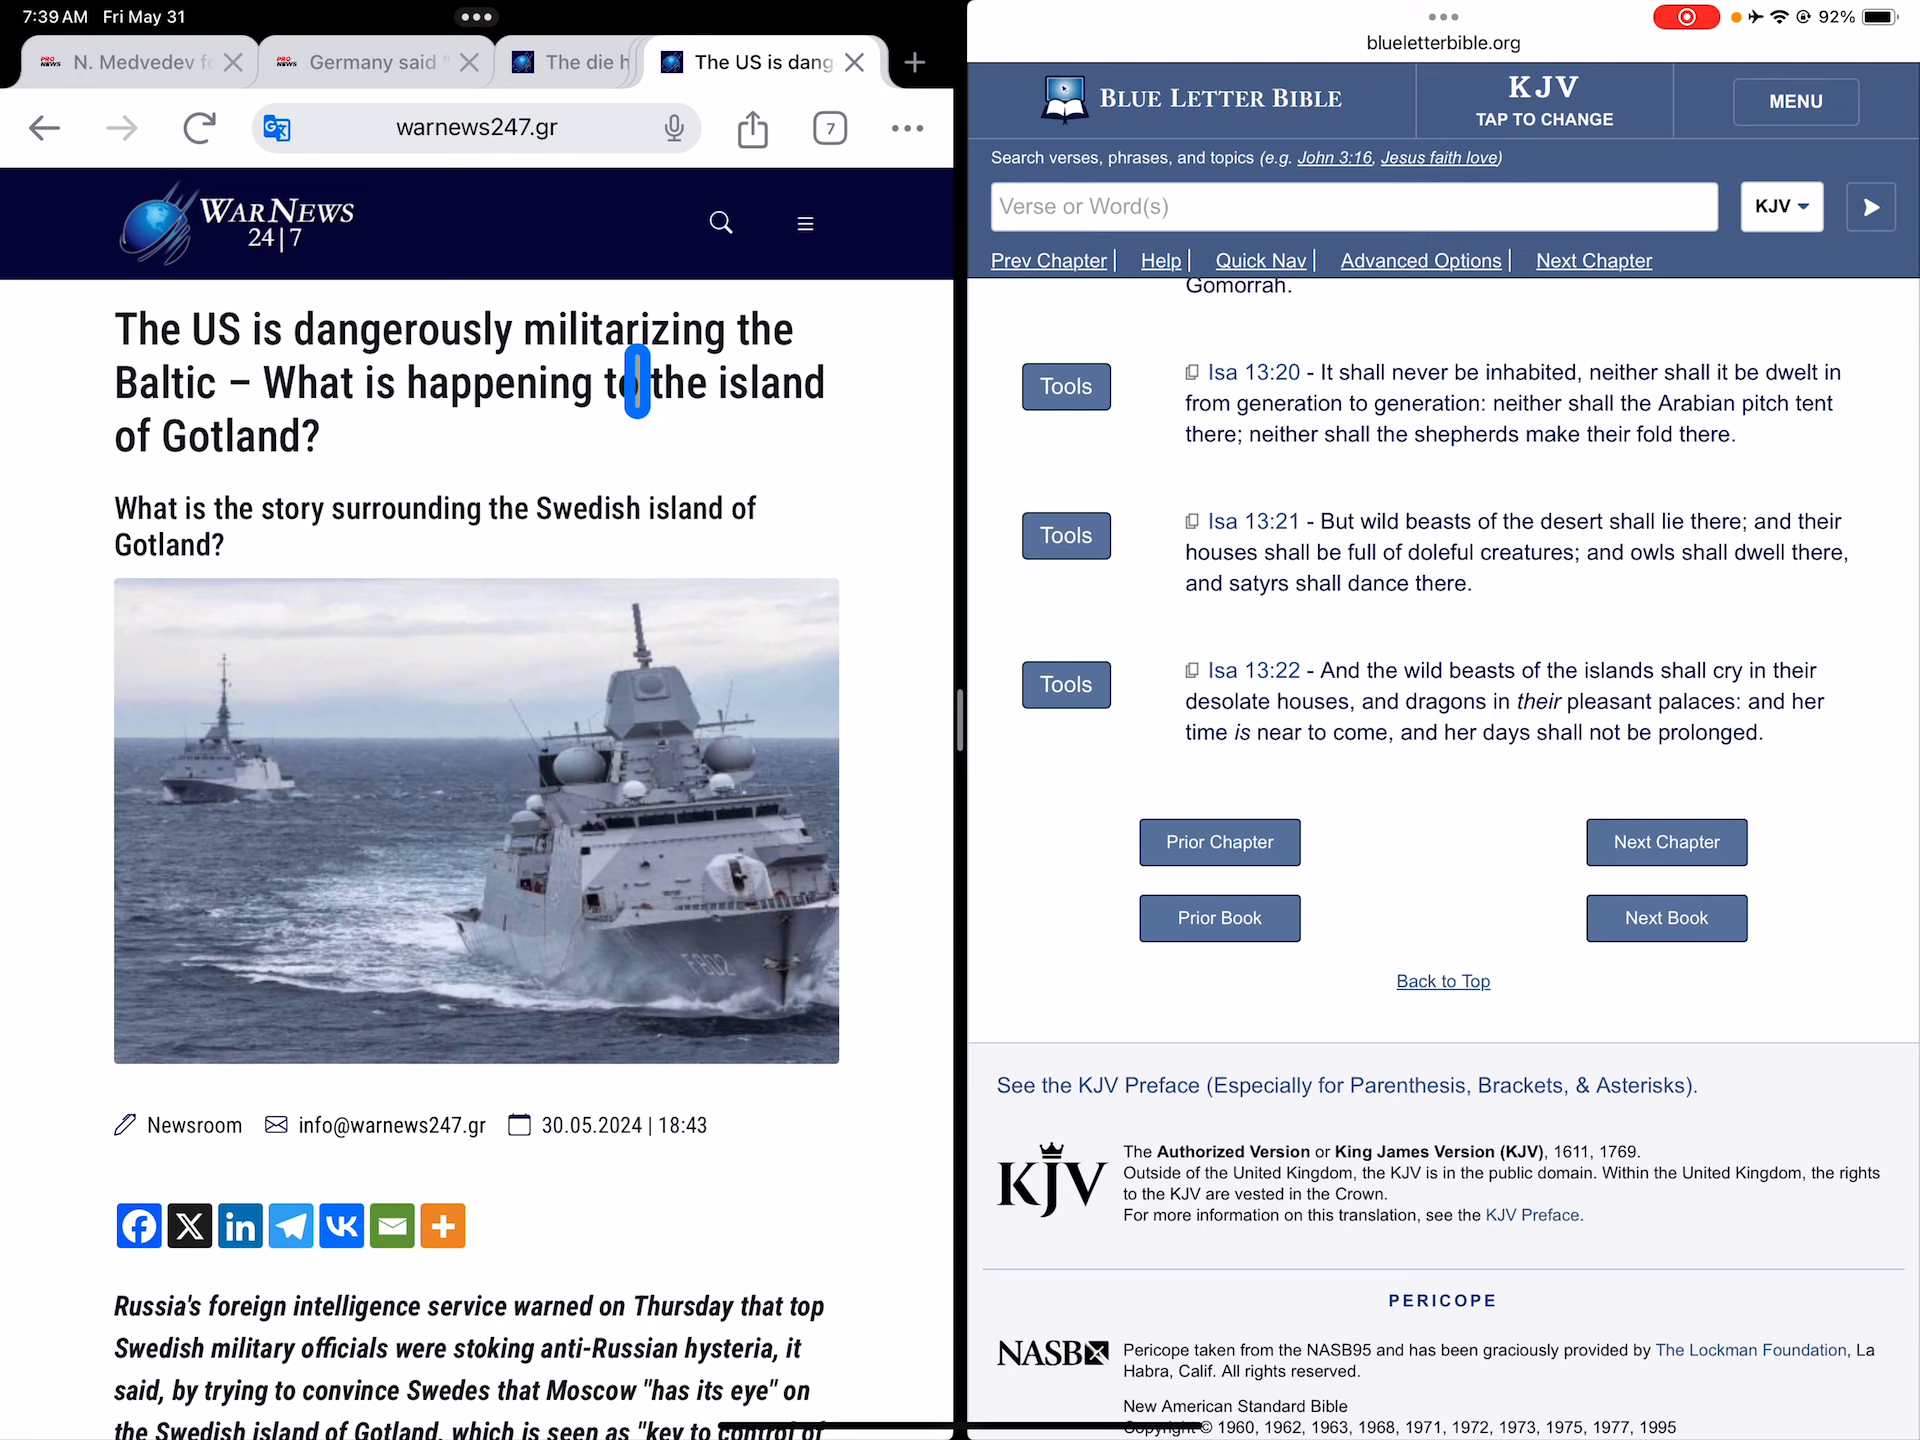 7:39 AM Fri May 31
N. Medvedev fo
Germany said "
The die h
The US is dang
warnews247.gr
7
WARNEWS
24|7
The US is dangerously militarizing the
Baltic – What is happening to the island
of Gotland?
What is the story surrounding the Swedish island of
Gotland?
F802
Newsroom info@warnews247.gr 30.05.2024 | 18:43
Russia's foreign intelligence service warned on Thursday that top
Swedish military officials were stoking anti-Russian hysteria, it
said, by trying to convince Swedes that Moscow "has its eye" on
the Swedish island of Gotland, which is seen as "key to control of
92%
blueletterbible.org
BLUE LETTER BIBLE
KJV
TAP TO CHANGE
MENU
Search verses, phrases, and topics (e.g. John 3:16, Jesus faith love)
Verse or Word(s)
KJV
Prev Chapter | Help | Quick Nav | Advanced Options | Next Chapter
Gomorrah.
Tools
Isa 13:20 - It shall never be inhabited, neither shall it be dwelt in
from generation to generation: neither shall the Arabian pitch tent
there; neither shall the shepherds make their fold there.
Tools
Isa 13:21 - But wild beasts of the desert shall lie there; and their
houses shall be full of doleful creatures; and owls shall dwell there,
and satyrs shall dance there.
Tools
Isa 13:22 - And the wild beasts of the islands shall cry in their
desolate houses, and dragons in their pleasant palaces: and her
time is near to come, and her days shall not be prolonged.
Prior Chapter
Next Chapter
Prior Book
Next Book
Back to Top
See the KJV Preface (Especially for Parenthesis, Brackets, & Asterisks).
KJV
The Authorized Version or King James Version (KJV), 1611, 1769.
Outside of the United Kingdom, the KJV is in the public domain. Within the United Kingdom, the rights
to the KJV are vested in the Crown.
For more information on this translation, see the KJV Preface.
PERICOPE
NASB
Pericope taken from the NASB95 and has been graciously provided by The Lockman Foundation, La
Habra, Calif. All rights reserved.
New American Standard Bible
Copyright © 1960, 1962, 1963, 1968, 1971, 1972, 1973, 1975, 1977, 1995